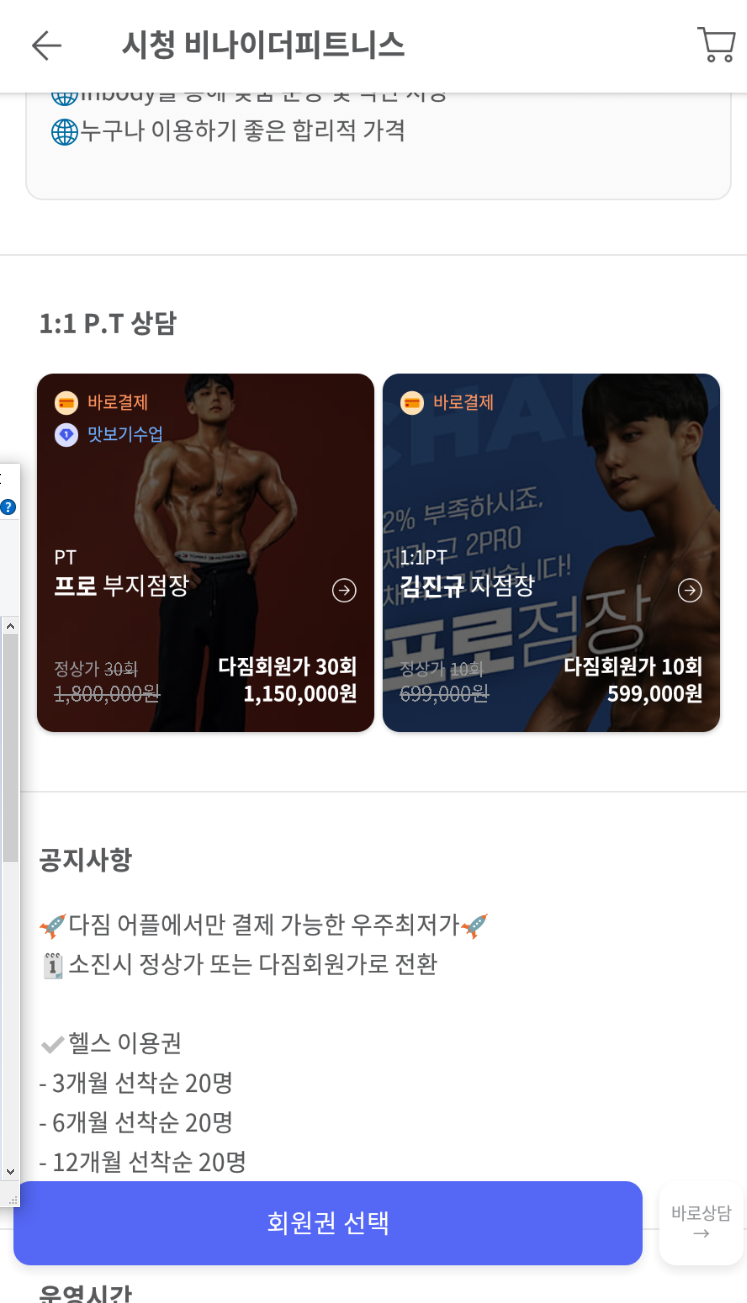 시청 비나이더피트니스
누구나 이용하기 좋은 합리적 가격
1:1 P.T 상담
바로결제
맛보기수업
PT
프로 부지점장
정상가 30회
1,800,000원
다짐회원가 30회
1,150,000원
바로결제
2% 부족하시죠,
1:1PT
김진규 지점장
프로점장
정상가 10회
699,000원
다짐회원가 10회
599,000원
공지사항
🚀다짐 어플에서만 결제 가능한 우주최저가🚀
소진시 정상가 또는 다짐회원가로 전환
✔헬스 이용권
- 3개월 선착순 20명
- 6개월 선착순 20명
- 12개월 선착순 20명
회원권 선택
바로상담
→
운영시간